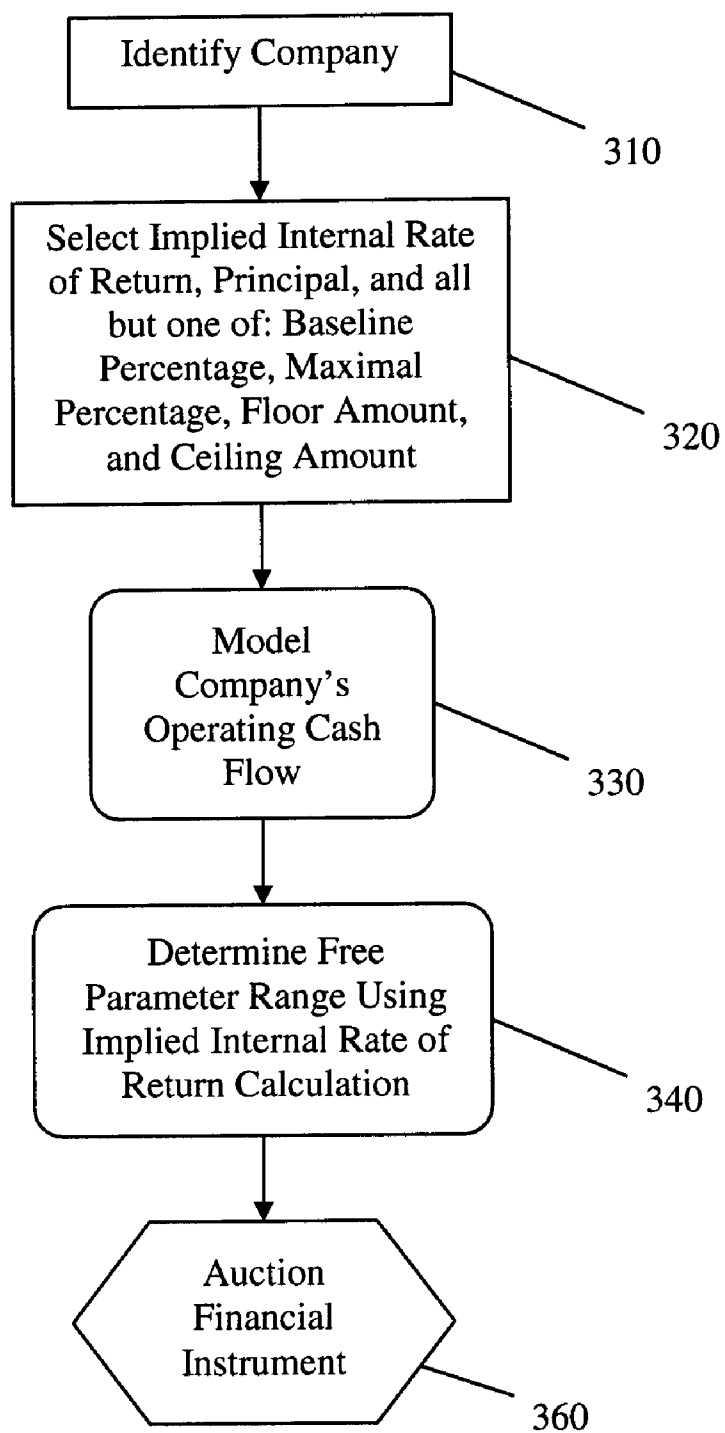 Identify Company
310
Select Implied Internal Rate
of Return, Principal, and all
but one of: Baseline
Percentage, Maximal
Percentage, Floor Amount,
and Ceiling Amount
320
Model
Company's
Operating Cash
Flow
330
Determine Free
Parameter Range Using
Implied Internal Rate of
Return Calculation
340
Auction
Financial
Instrument
360